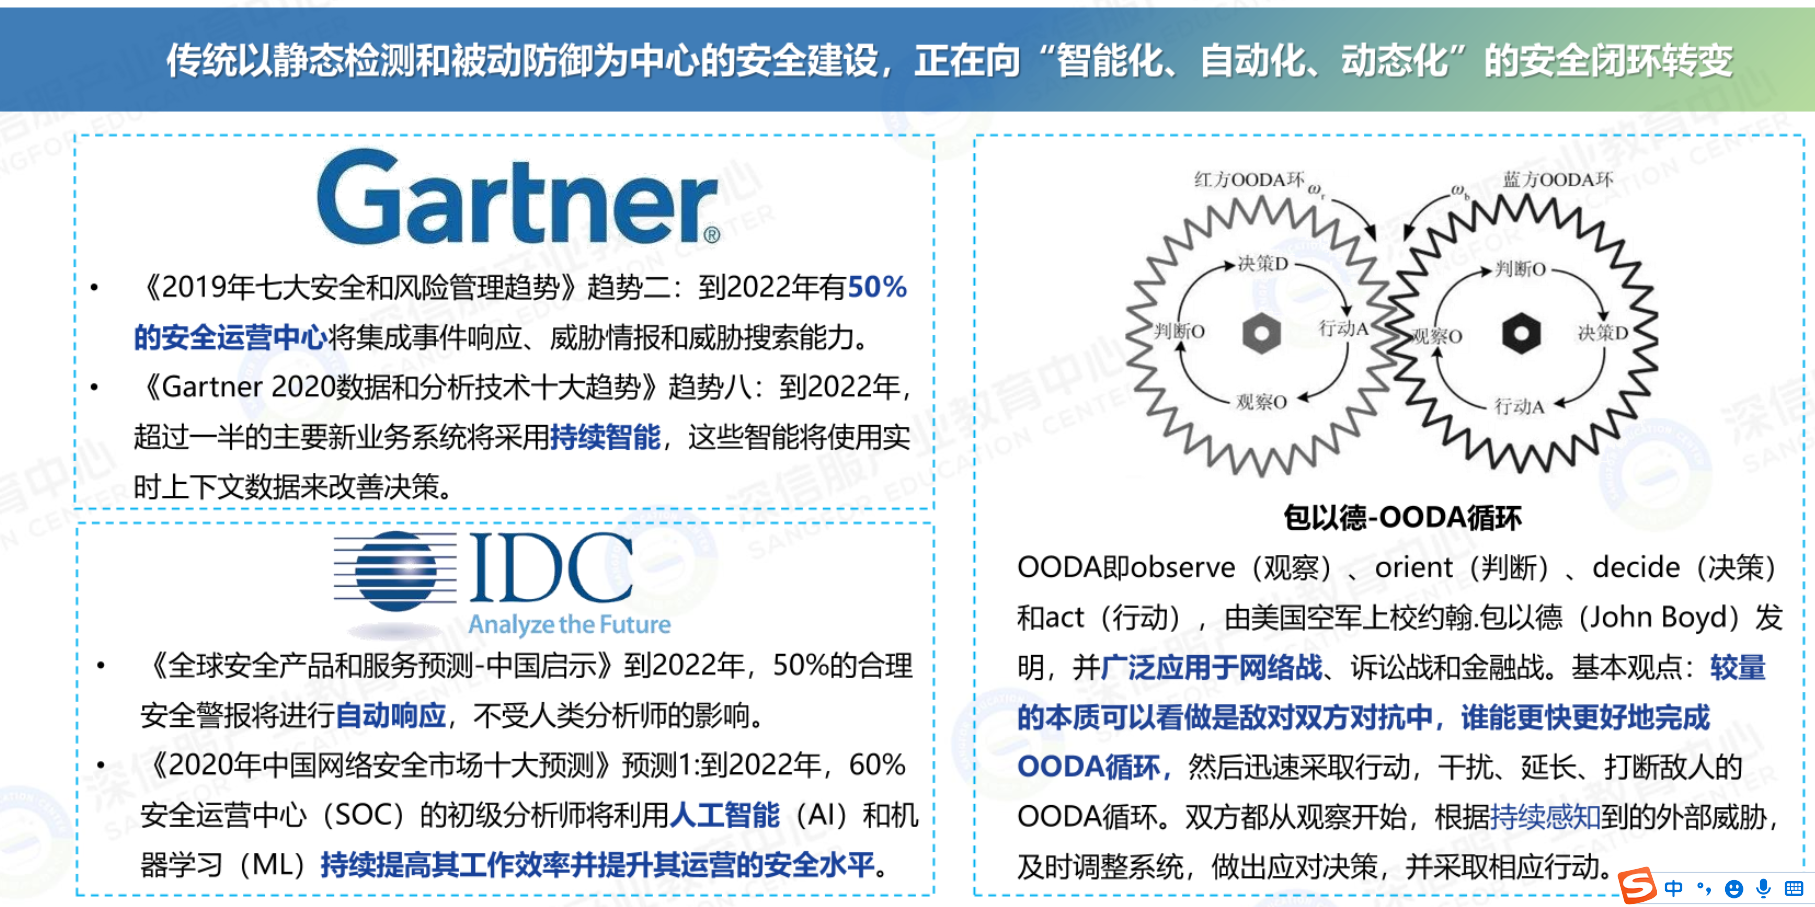 传统以静态检测和被动防御为中心的安全建设，正在向“智能化、自动化、动态化”的安全闭环转变
Gartner®
• 《2019年七大安全和风险管理趋势》趋势二：到2022年有50%
的安全运营中心将集成事件响应、威胁情报和威胁搜索能力。
• 《Gartner 2020数据和分析技术十大趋势》趋势八：到2022年，
超过一半的主要新业务系统将采用持续智能，这些智能将使用实
时上下文数据来改善决策。
IDC
Analyze the Future
• 《全球安全产品和服务预测-中国启示》到2022年，50%的合理
安全警报将进行自动响应，不受人类分析师的影响。
• 《2020年中国网络安全市场十大预测》预测1:到2022年，60%
安全运营中心（SOC）的初级分析师将利用人工智能（AI）和机
器学习（ML）持续提高其工作效率并提升其运营的安全水平。
红方OODA环 ωr
ωb 蓝方OODA环
决策D
判断O
行动A
观察O
判断O
观察O
决策D
行动A
包以德-OODA循环
OODA即observe（观察）、orient（判断）、decide（决策）
和act（行动），由美国空军上校约翰.包以德（John Boyd）发
明，并广泛应用于网络战、诉讼战和金融战。基本观点：较量
的本质可以看做是敌对双方对抗中，谁能更快更好地完成
OODA循环，然后迅速采取行动，干扰、延长、打断敌人的
OODA循环。双方都从观察开始，根据持续感知到的外部威胁，
及时调整系统，做出应对决策，并采取相应行动。
S 中
深信服产业教育中心
SANGFOR EDUCATION CENTER